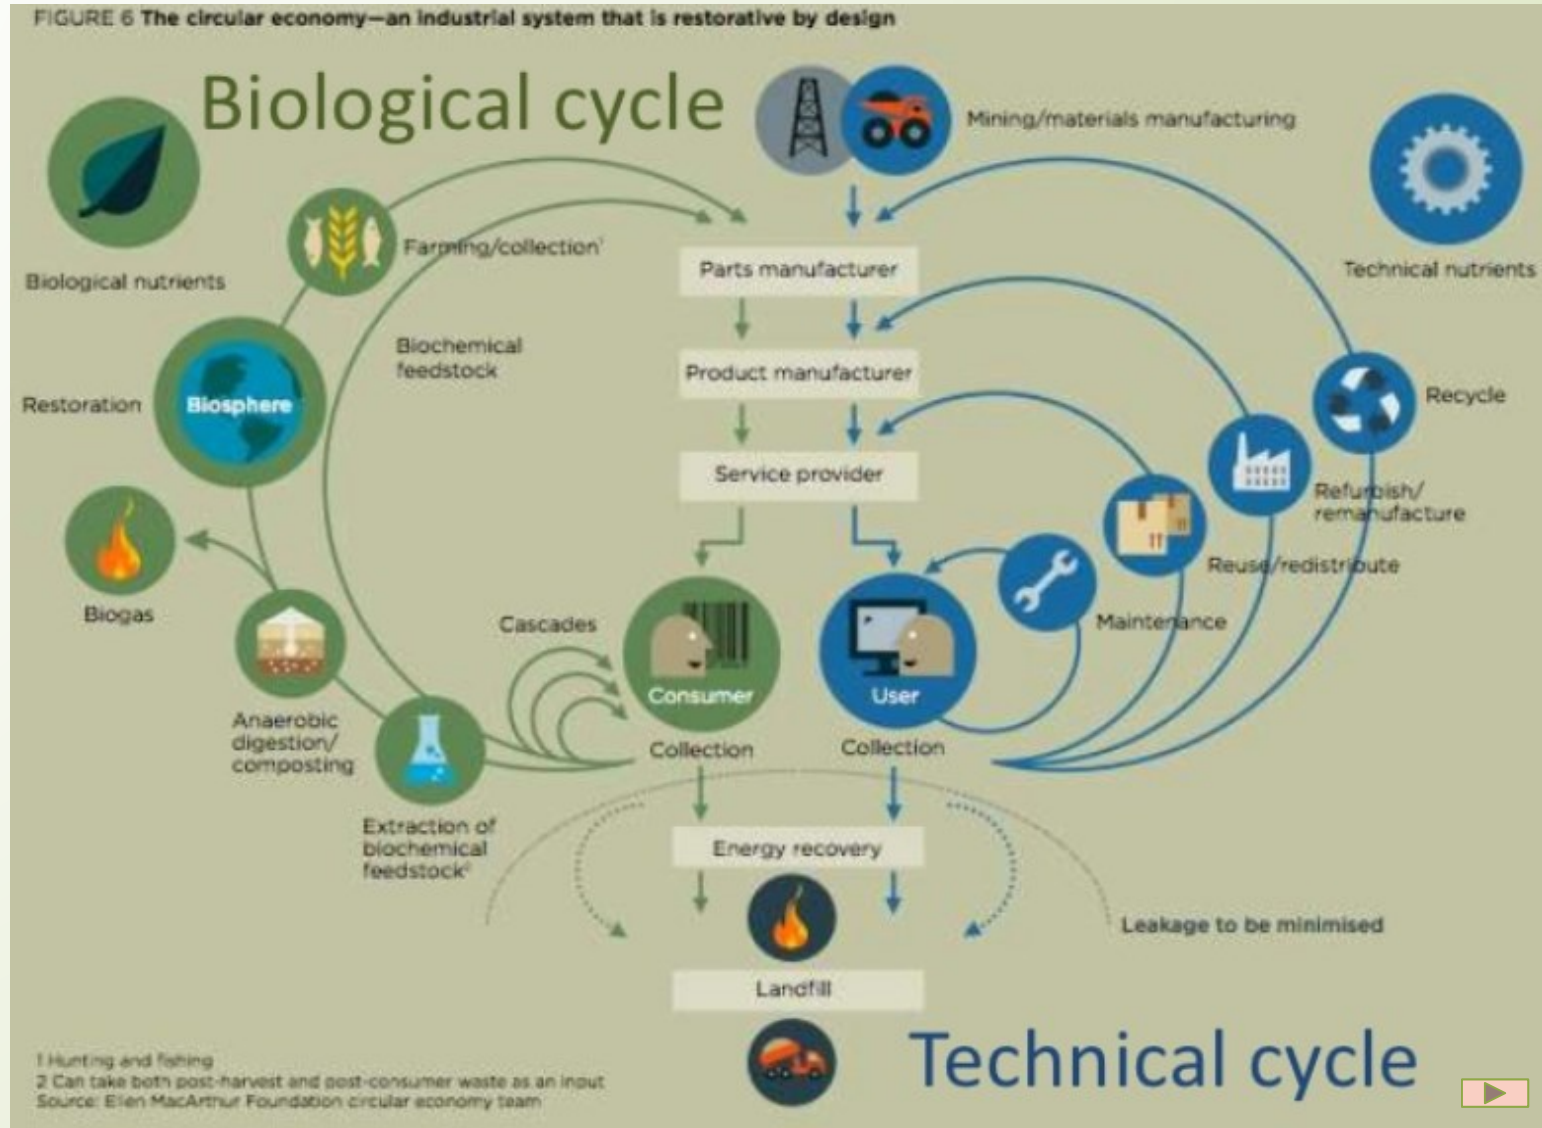 FIGURE 6 The circular economy—an industrial system that is restorative by design
Biological cycle
Mining/materials manufacturing
Biological nutrients
Technical nutrients
Farming/collection¹
Parts manufacturer
Biochemical
feedstock
Product manufacturer
Restoration
Biosphere
Recycle
Service provider
Refurbish/
remanufacture
Reuse/redistribute
Biogas
Cascades
Maintenance
Consumer
User
Collection
Collection
Anaerobic
digestion/
composting
Extraction of
biochemical
feedstock²
Energy recovery
Leakage to be minimised
Landfill
Technical cycle
1 Hunting and fishing
2 Can take both post-harvest and post-consumer waste as an input
Source: Ellen MacArthur Foundation circular economy team